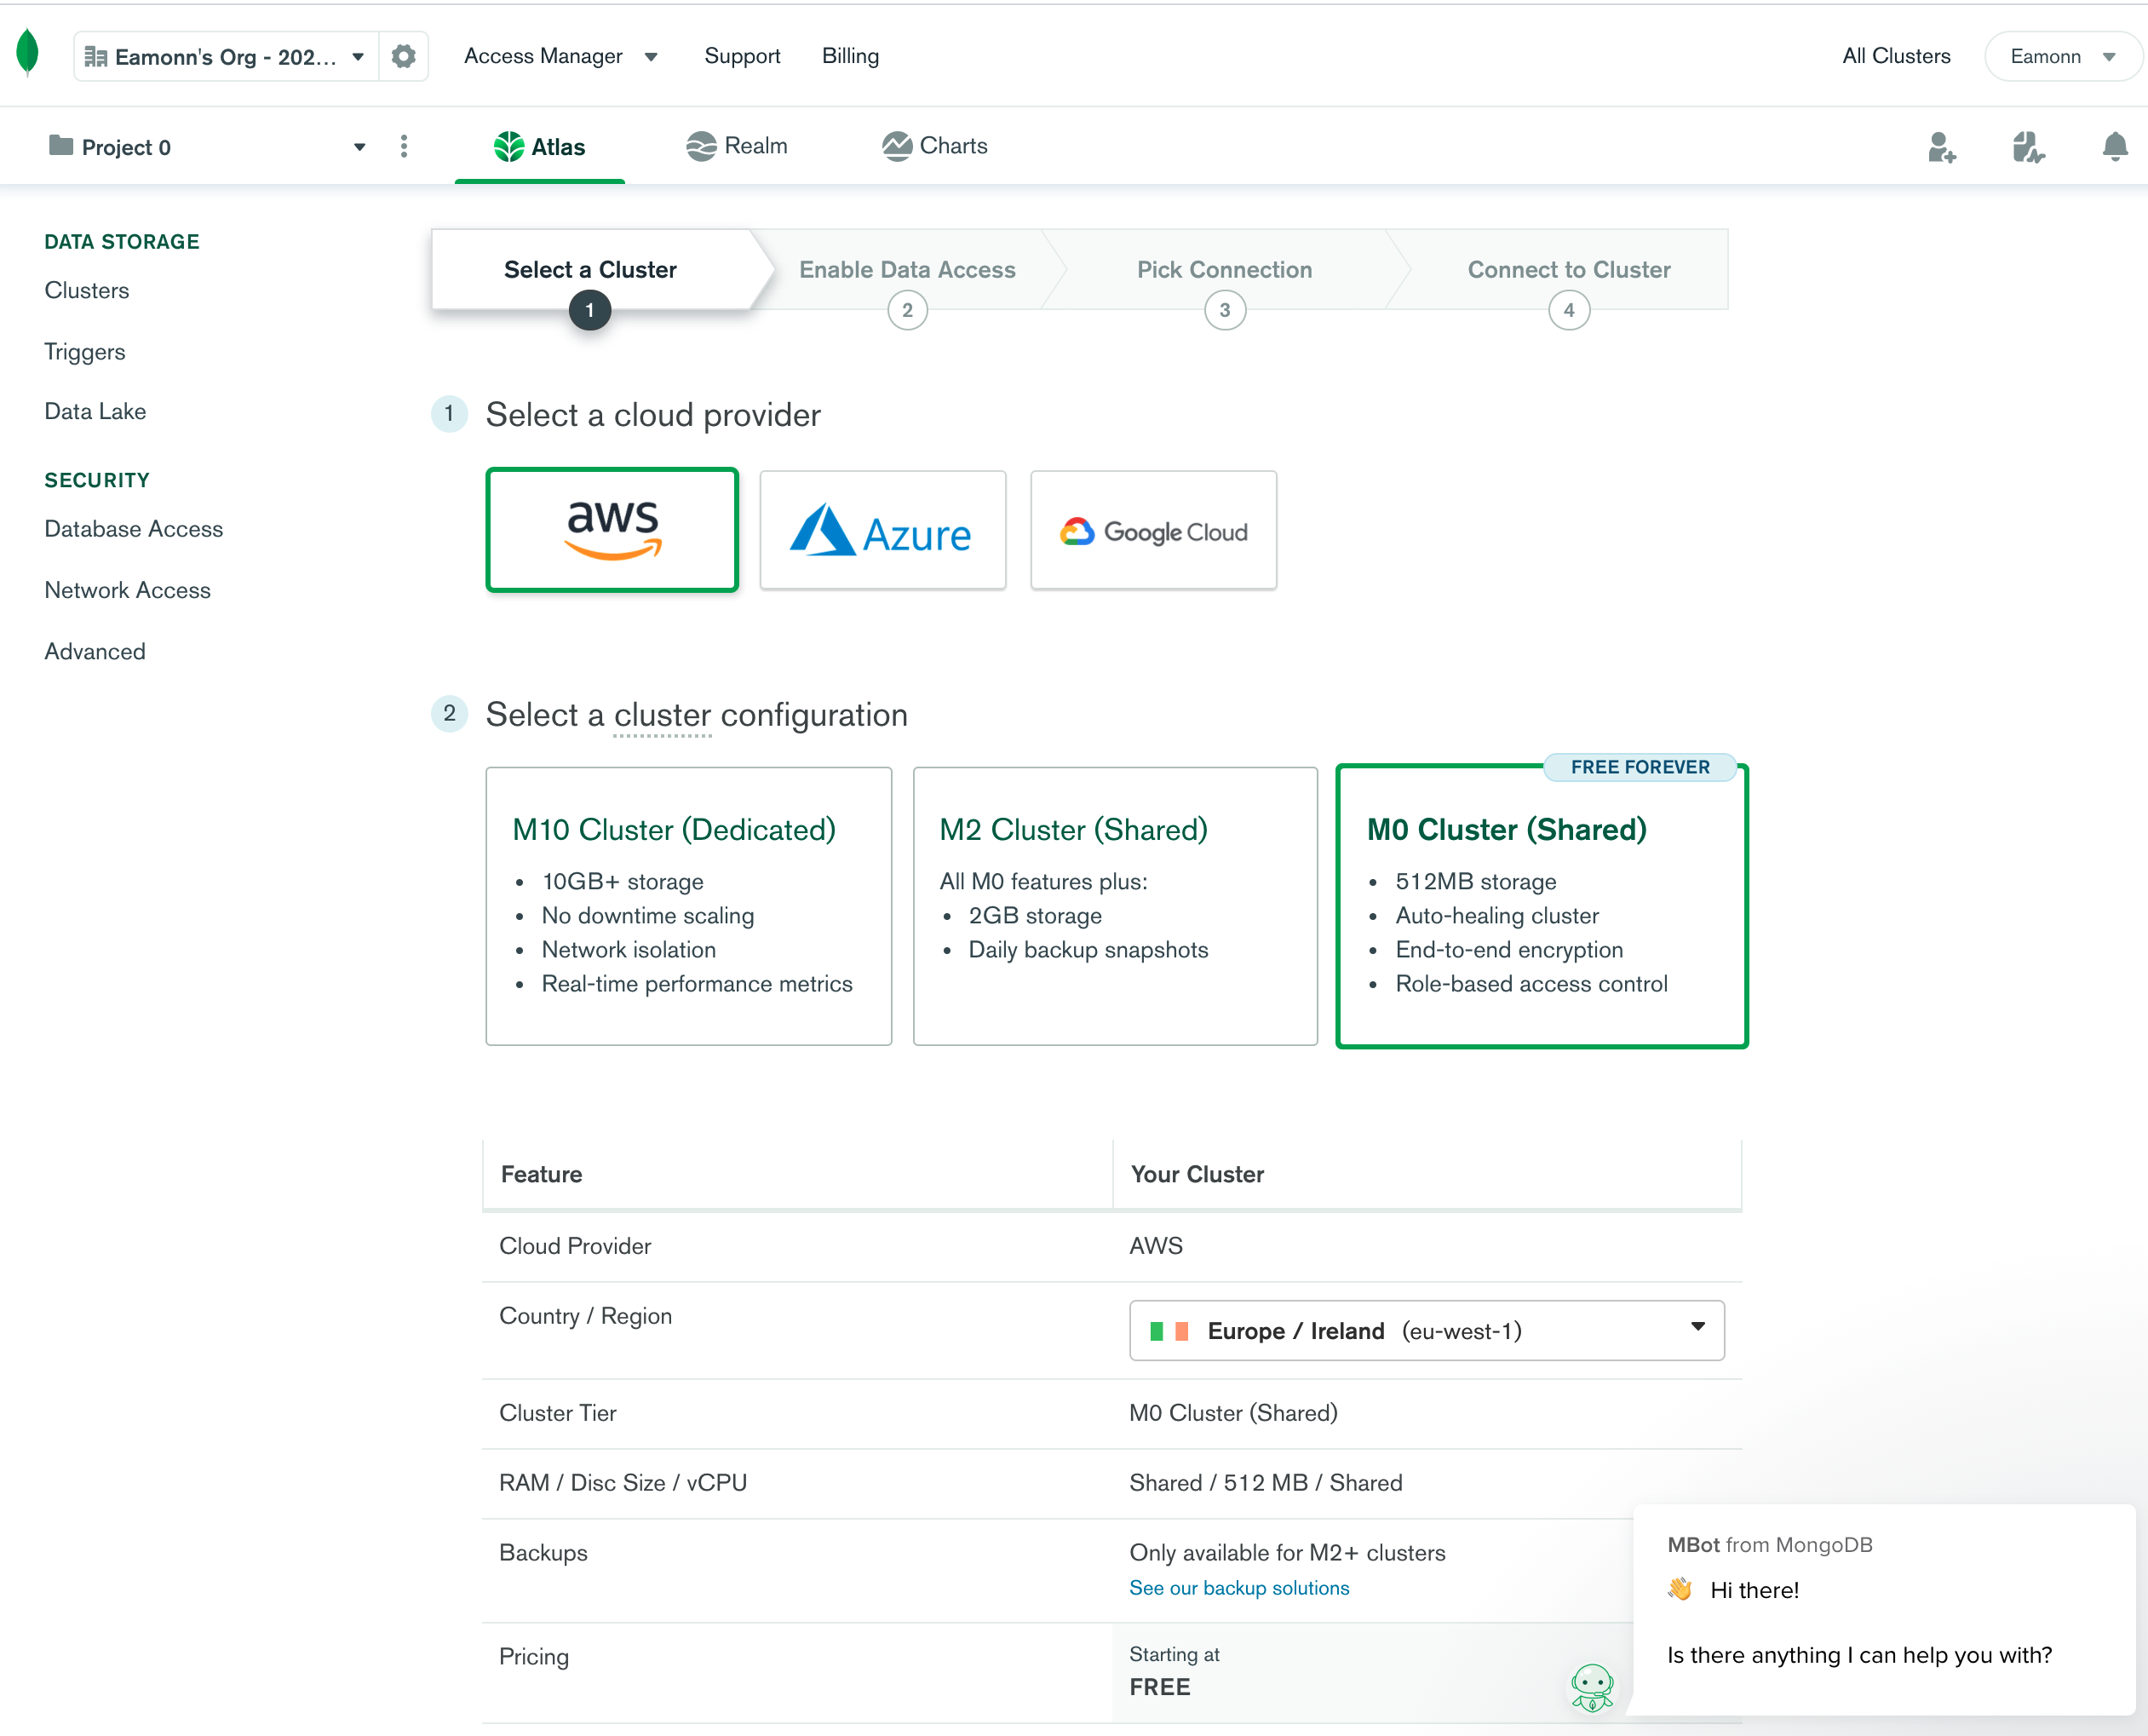 Eamonn's Org - 202...
Access Manager
Support
Billing
All Clusters
Eamonn
Project 0
Atlas
Realm
Charts
DATA STORAGE
Clusters
Triggers
Data Lake
SECURITY
Database Access
Network Access
Advanced
Select a Cluster
1
Enable Data Access
2
Pick Connection
3
Connect to Cluster
4
1 Select a cloud provider
aws
Azure
Google Cloud
2 Select a cluster configuration
M10 Cluster (Dedicated)
• 10GB+ storage
• No downtime scaling
• Network isolation
• Real-time performance metrics
M2 Cluster (Shared)
All M0 features plus:
• 2GB storage
• Daily backup snapshots
FREE FOREVER
M0 Cluster (Shared)
• 512MB storage
• Auto-healing cluster
• End-to-end encryption
• Role-based access control
Feature Your Cluster
Cloud Provider AWS
Country / Region Europe / Ireland (eu-west-1)
Cluster Tier M0 Cluster (Shared)
RAM / Disc Size / vCPU Shared / 512 MB / Shared
Backups Only available for M2+ clusters
See our backup solutions
Pricing Starting at
FREE
MBot from MongoDB
👋 Hi there!
Is there anything I can help you with?